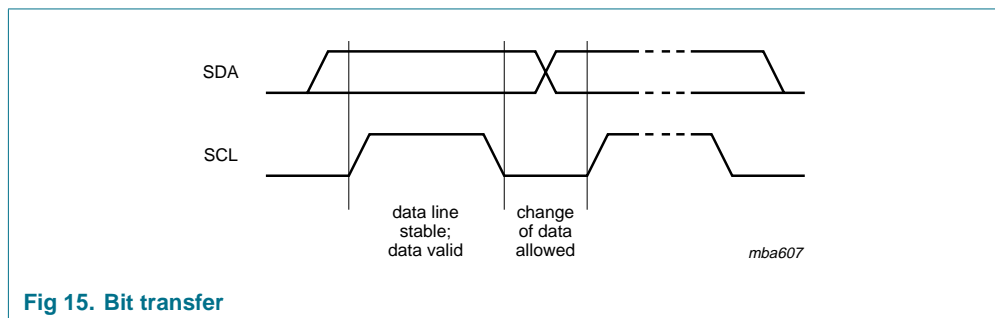 SDA
SCL
data line
stable;
data valid
change
of data
allowed
mba607
Fig 15. Bit transfer